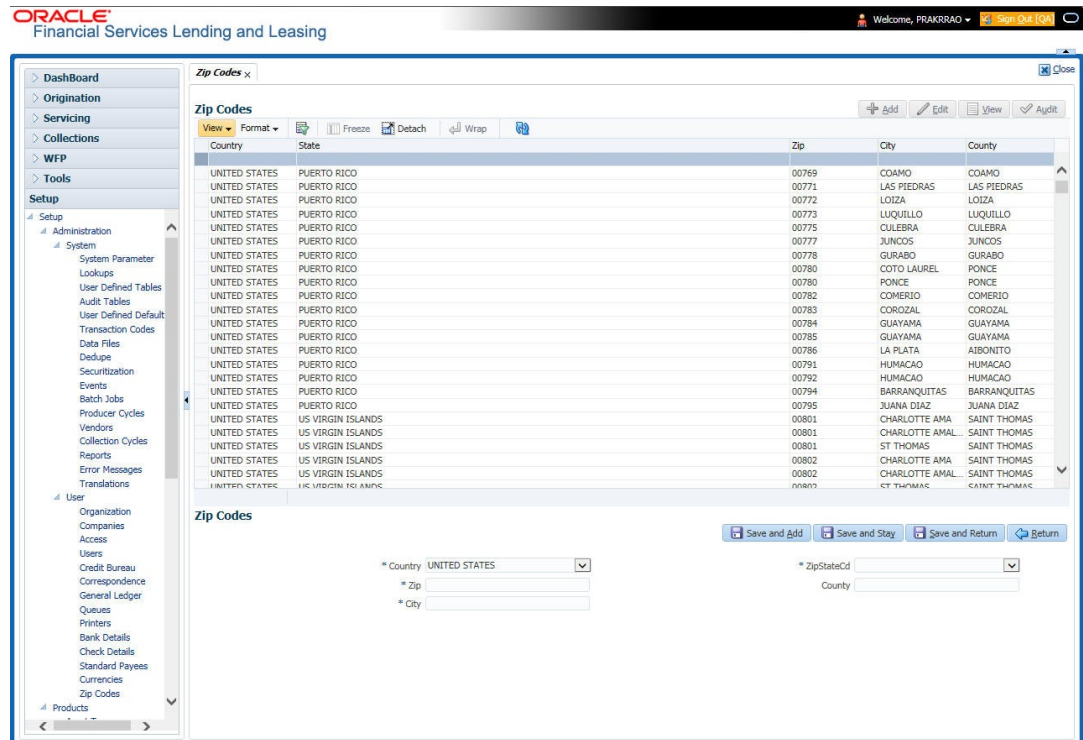 ORACLE
Financial Services Lending and Leasing
Welcome, PRAKRRAO
Sign Out [QA]
DashBoard
Origination
Servicing
Collections
WFP
Tools
Setup
Setup
Administration
System
System Parameter
Lookups
User Defined Tables
Audit Tables
User Defined Default
Transaction Codes
Data Files
Dedupe
Securitization
Events
Batch Jobs
Producer Cycles
Vendors
Collection Cycles
Reports
Error Messages
Translations
User
Organization
Companies
Access
Users
Credit Bureau
Correspondence
General Ledger
Queues
Printers
Bank Details
Check Details
Standard Payees
Currencies
Zip Codes
Products
Zip Codes
Close
Zip Codes
Add Edit View Audit
View Format Freeze Detach Wrap
Country State Zip City County
UNITED STATES PUERTO RICO 00769 COAMO COAMO
UNITED STATES PUERTO RICO 00771 LAS PIEDRAS LAS PIEDRAS
UNITED STATES PUERTO RICO 00772 LOIZA LOIZA
UNITED STATES PUERTO RICO 00773 LUQUILLO LUQUILLO
UNITED STATES PUERTO RICO 00775 CULEBRA CULEBRA
UNITED STATES PUERTO RICO 00777 JUNCOS JUNCOS
UNITED STATES PUERTO RICO 00778 GURABO GURABO
UNITED STATES PUERTO RICO 00780 COTO LAUREL PONCE
UNITED STATES PUERTO RICO 00780 PONCE PONCE
UNITED STATES PUERTO RICO 00782 COMERIO COMERIO
UNITED STATES PUERTO RICO 00783 COROZAL COROZAL
UNITED STATES PUERTO RICO 00784 GUAYAMA GUAYAMA
UNITED STATES PUERTO RICO 00785 GUAYAMA GUAYAMA
UNITED STATES PUERTO RICO 00786 LA PLATA AIBONITO
UNITED STATES PUERTO RICO 00791 HUMACAO HUMACAO
UNITED STATES PUERTO RICO 00792 HUMACAO HUMACAO
UNITED STATES PUERTO RICO 00794 BARRANQUITAS BARRANQUITAS
UNITED STATES PUERTO RICO 00795 JUANA DIAZ JUANA DIAZ
UNITED STATES US VIRGIN ISLANDS 00801 CHARLOTTE AMA SAINT THOMAS
UNITED STATES US VIRGIN ISLANDS 00801 CHARLOTTE AMAL... SAINT THOMAS
UNITED STATES US VIRGIN ISLANDS 00801 ST THOMAS SAINT THOMAS
UNITED STATES US VIRGIN ISLANDS 00802 CHARLOTTE AMA SAINT THOMAS
UNITED STATES US VIRGIN ISLANDS 00802 CHARLOTTE AMAL... SAINT THOMAS
UNITED STATES US VIRGIN ISLANDS 00802 ST THOMAS SAINT THOMAS
Zip Codes
Save and Add Save and Stay Save and Return Return
* Country UNITED STATES * ZipStateCd
* Zip County
* City